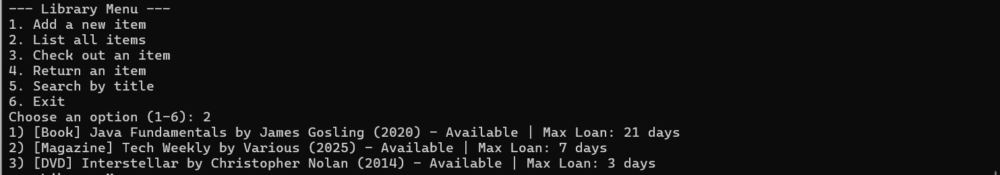 --- Library Menu ---
1. Add a new item
2. List all items
3. Check out an item
4. Return an item
5. Search by title
6. Exit
Choose an option (1-6): 2
1) [Book] Java Fundamentals by James Gosling (2020) - Available | Max Loan: 21 days
2) [Magazine] Tech Weekly by Various (2025) - Available | Max Loan: 7 days
3) [DVD] Interstellar by Christopher Nolan (2014) - Available | Max Loan: 3 days